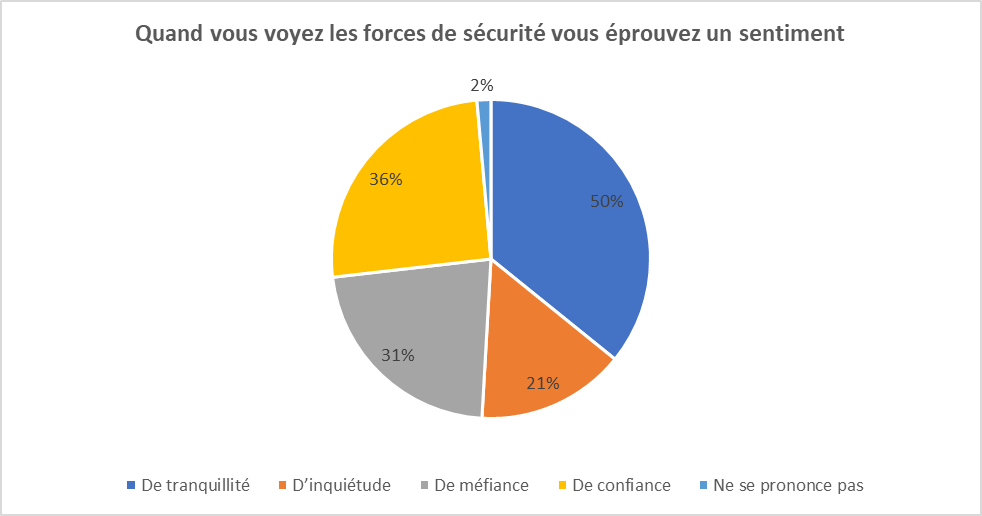 Quand vous voyez les forces de sécurité vous éprouvez un sentiment
2%
36%
50%
31%
21%
De tranquillité D’inquiétude De méfiance De confiance Ne se prononce pas